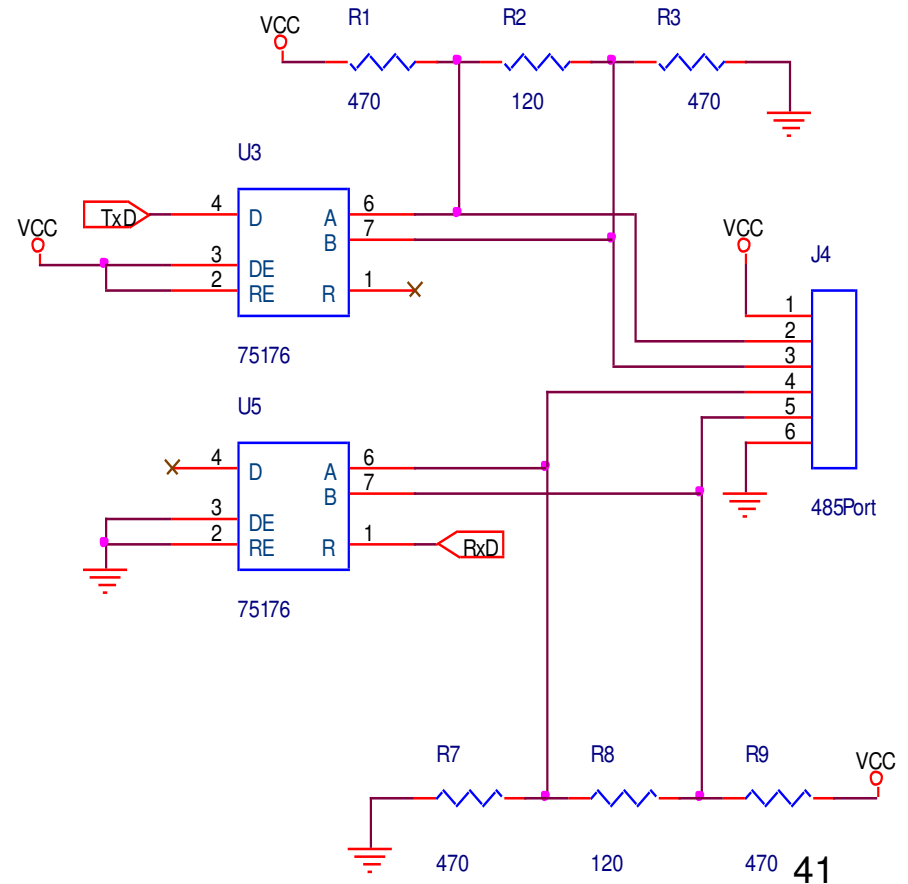 VCC R1 R2 R3
470 120 470
U3
TxD 4 D A 6
VCC B 7
3 DE
2 RE R 1
75176
VCC J4
1
2
3
4
5
6
485Port
U5
4 D A 6
B 7
3 DE
2 RE R 1 RxD
75176
R7 R8 R9 VCC
470 120 470 41